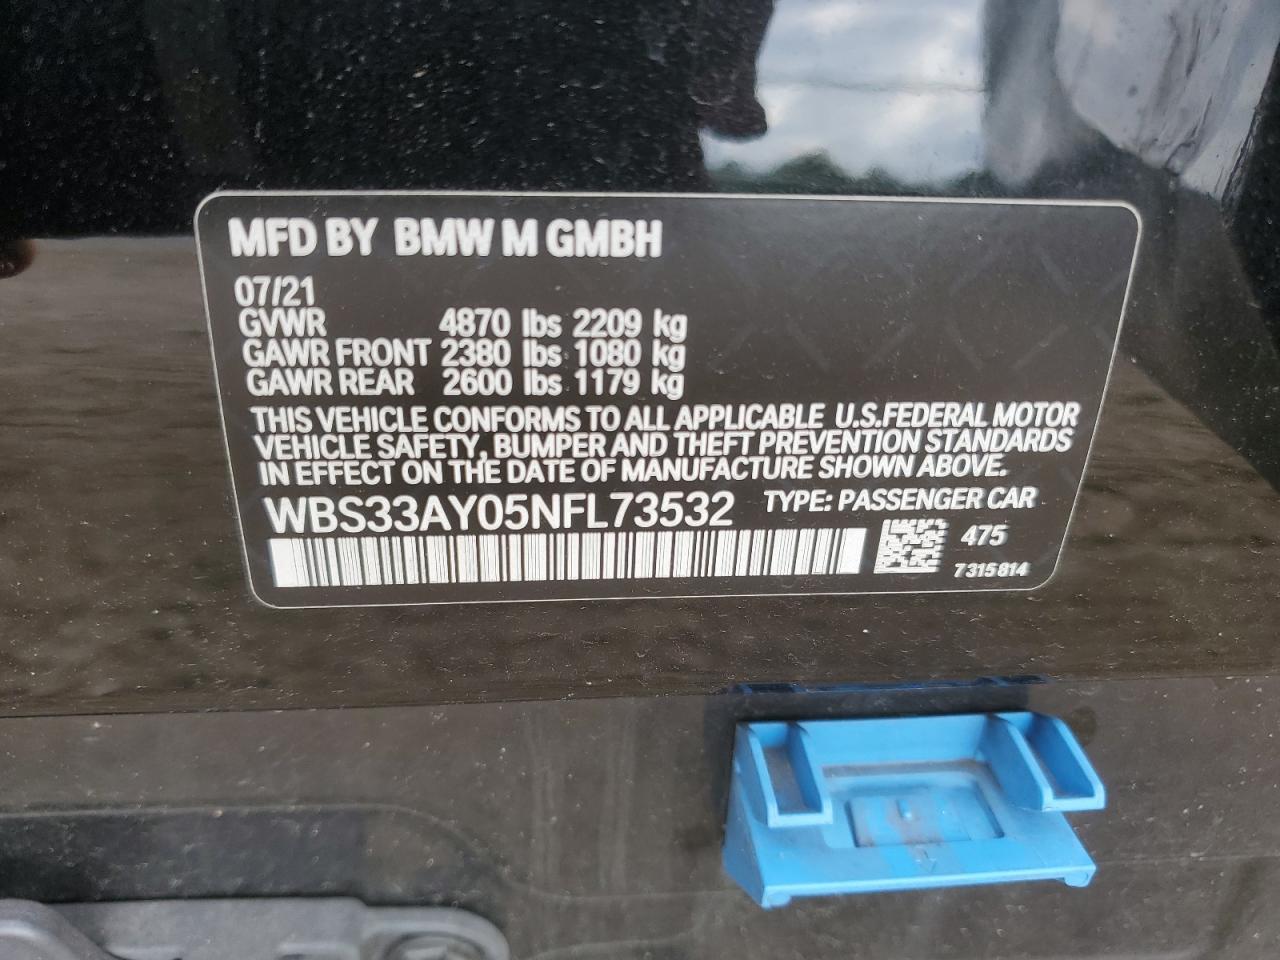 MFD BY BMW M GMBH
07/21
GVWR 4870 lbs 2209 kg
GAWR FRONT 2380 lbs 1080 kg
GAWR REAR 2600 lbs 1179 kg
THIS VEHICLE CONFORMS TO ALL APPLICABLE U.S.FEDERAL MOTOR
VEHICLE SAFETY, BUMPER AND THEFT PREVENTION STANDARDS
IN EFFECT ON THE DATE OF MANUFACTURE SHOWN ABOVE.
WBS33AY05NFL73532 TYPE: PASSENGER CAR
475
7315814